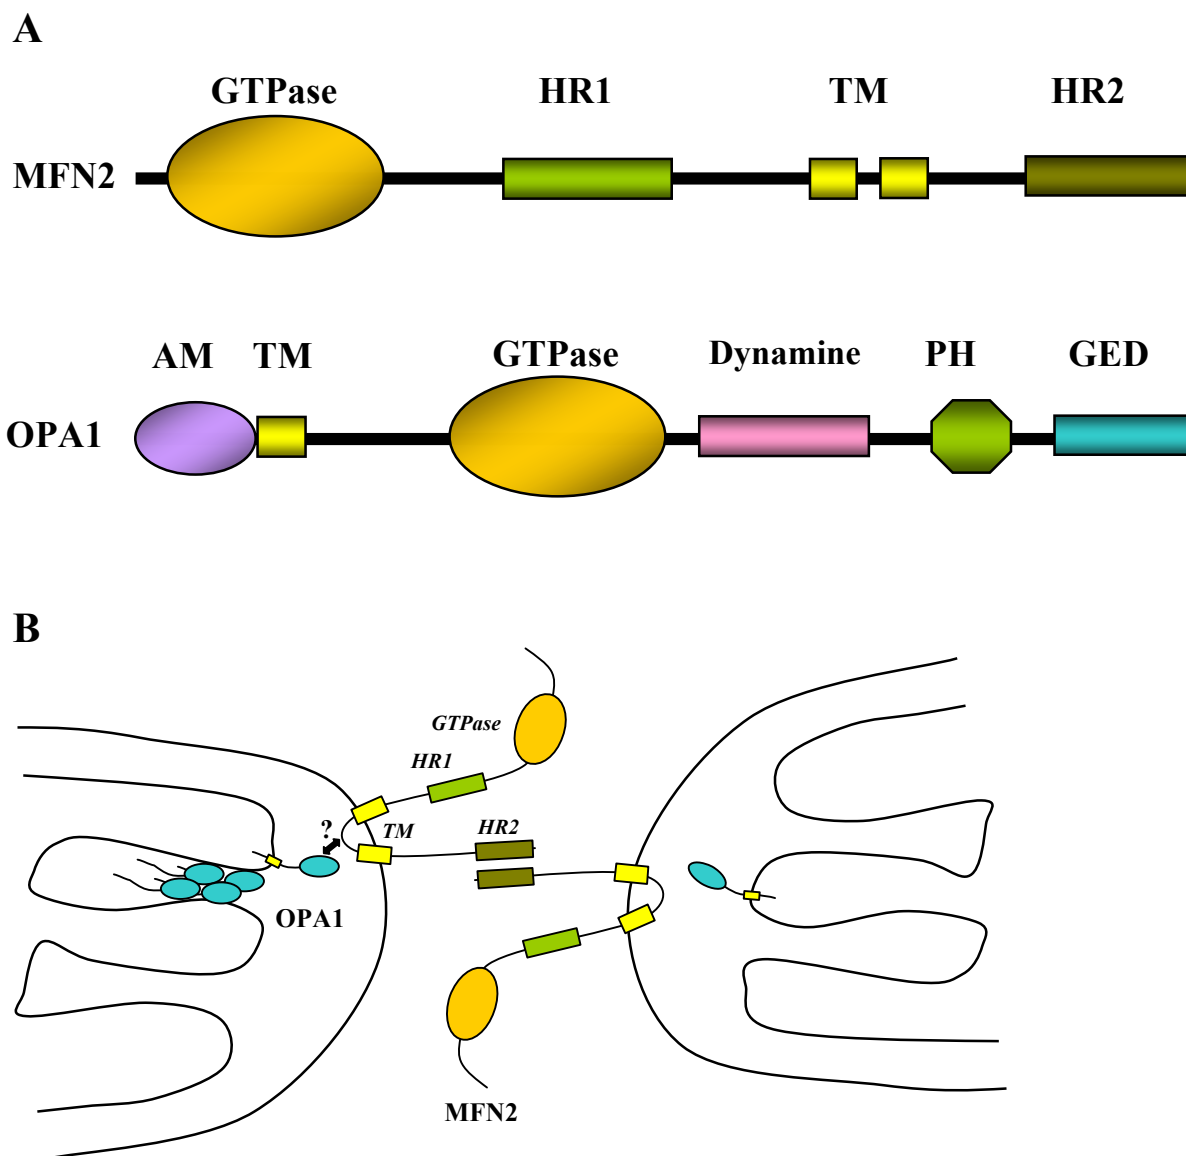 A
GTPase HR1 TM HR2
MFN2
AM TM GTPase Dynamine PH GED
OPA1
B
GTPase
HR1
?
TM
HR2
OPA1
MFN2